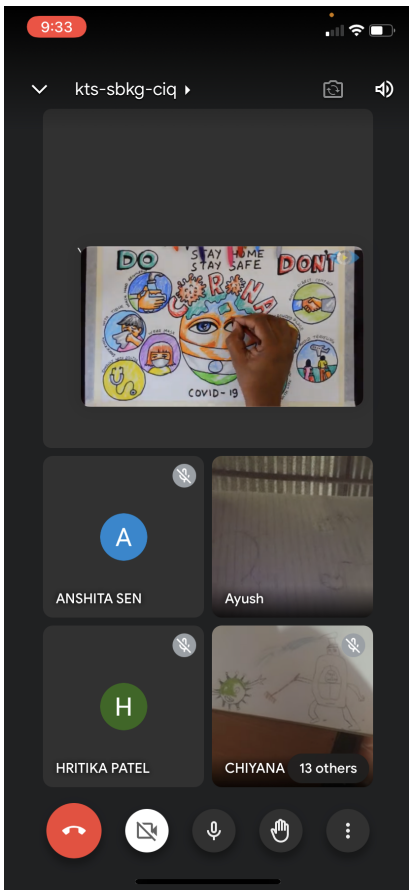 9:33
kts-sbkg-ciq
DO
STAY HOME
STAY SAFE
DON'T
CORONA
COVID-19
A
ANSHITA SEN
Ayush
H
HRITIKA PATEL
CHIYANA
13 others